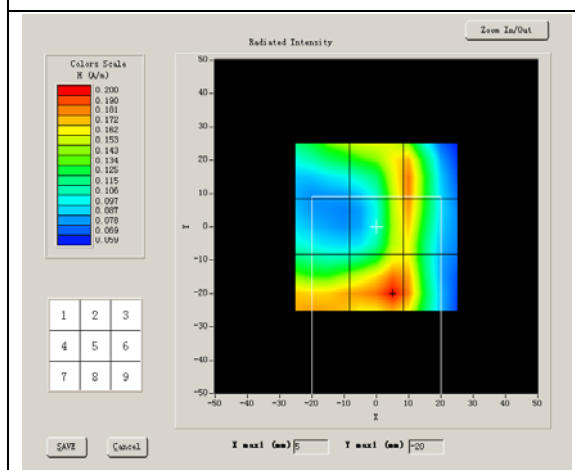 Zoom In/Out
Radiated Intensity
Colors Scale
H (A/m)
0.200
0.190
0.181
0.172
0.162
0.153
0.143
0.134
0.125
0.115
0.106
0.097
0.087
0.078
0.069
0.059
50
40
30
20
10
0
-10
-20
-30
-40
-50
Y
-50 -40 -30 -20 -10 0 10 20 30 40 50
X
1 2 3
4 5 6
7 8 9
SAVE Cancel X max1 (mm) 5 Y max1 (mm) -20